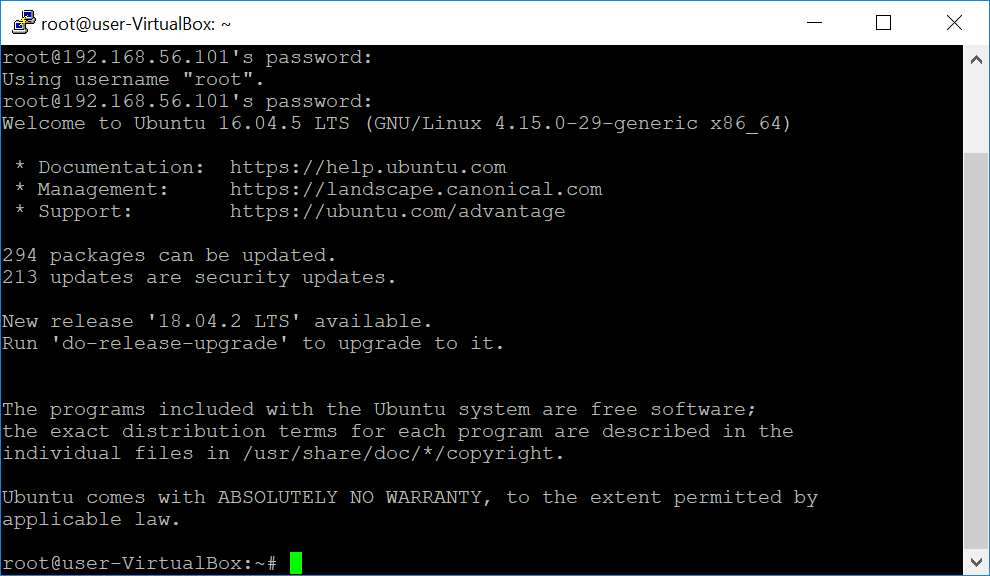 root@user-VirtualBox: ~
root@192.168.56.101's password:
Using username "root".
root@192.168.56.101's password:
Welcome to Ubuntu 16.04.5 LTS (GNU/Linux 4.15.0-29-generic x86_64)
* Documentation:  https://help.ubuntu.com
* Management:     https://landscape.canonical.com
* Support:        https://ubuntu.com/advantage
294 packages can be updated.
213 updates are security updates.
New release '18.04.2 LTS' available.
Run 'do-release-upgrade' to upgrade to it.
The programs included with the Ubuntu system are free software;
the exact distribution terms for each program are described in the
individual files in /usr/share/doc/*/copyright.
Ubuntu comes with ABSOLUTELY NO WARRANTY, to the extent permitted by
applicable law.
root@user-VirtualBox:~#